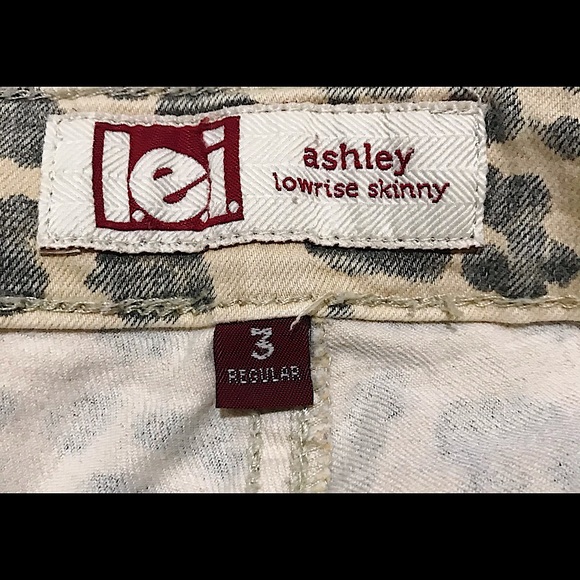 l.e.i.
ashley
lowrise skinny
3
REGULAR